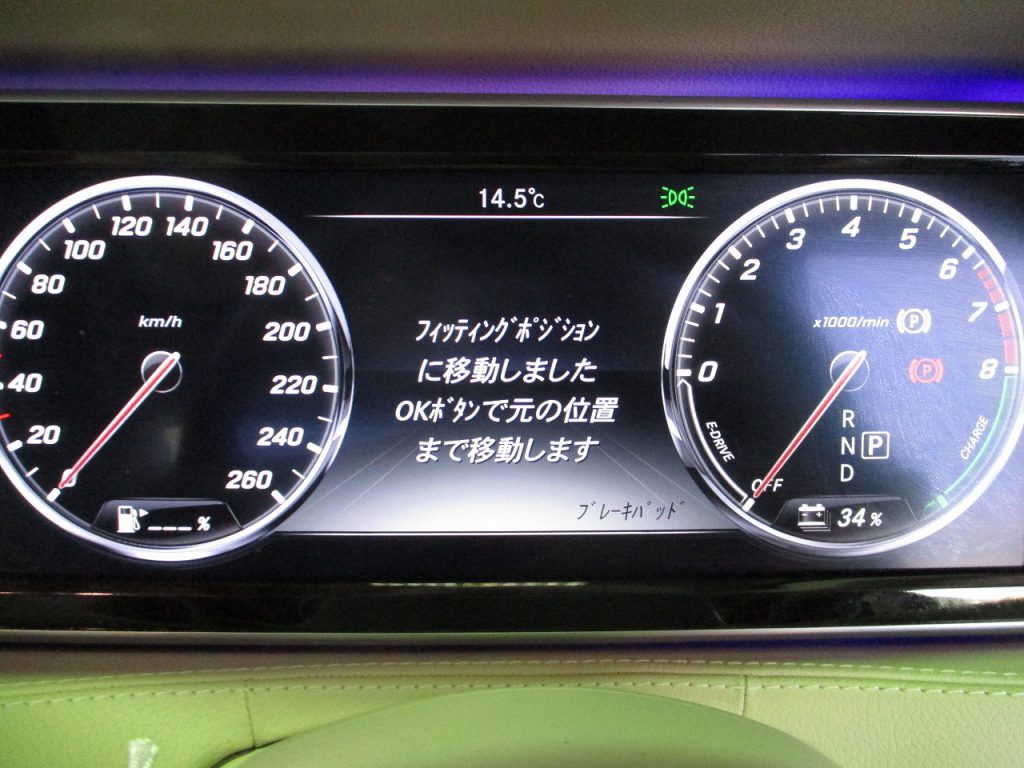 14.5℃
20
40
60
80
100
120
140
160
180
200
220
240
260
km/h
0
___ %
ﾌｨｯﾃｨﾝｸﾞﾎﾟｼﾞｼｮﾝ
に移動しました
OKﾎﾞﾀﾝで元の位置
まで移動します
ﾌﾞﾚｰｷﾊﾟｯﾄﾞ
0
1
2
3
4
5
6
7
8
x1000/min
P
P
R
N P
D
E-DRIVE
OFF
CHARGE
34 %